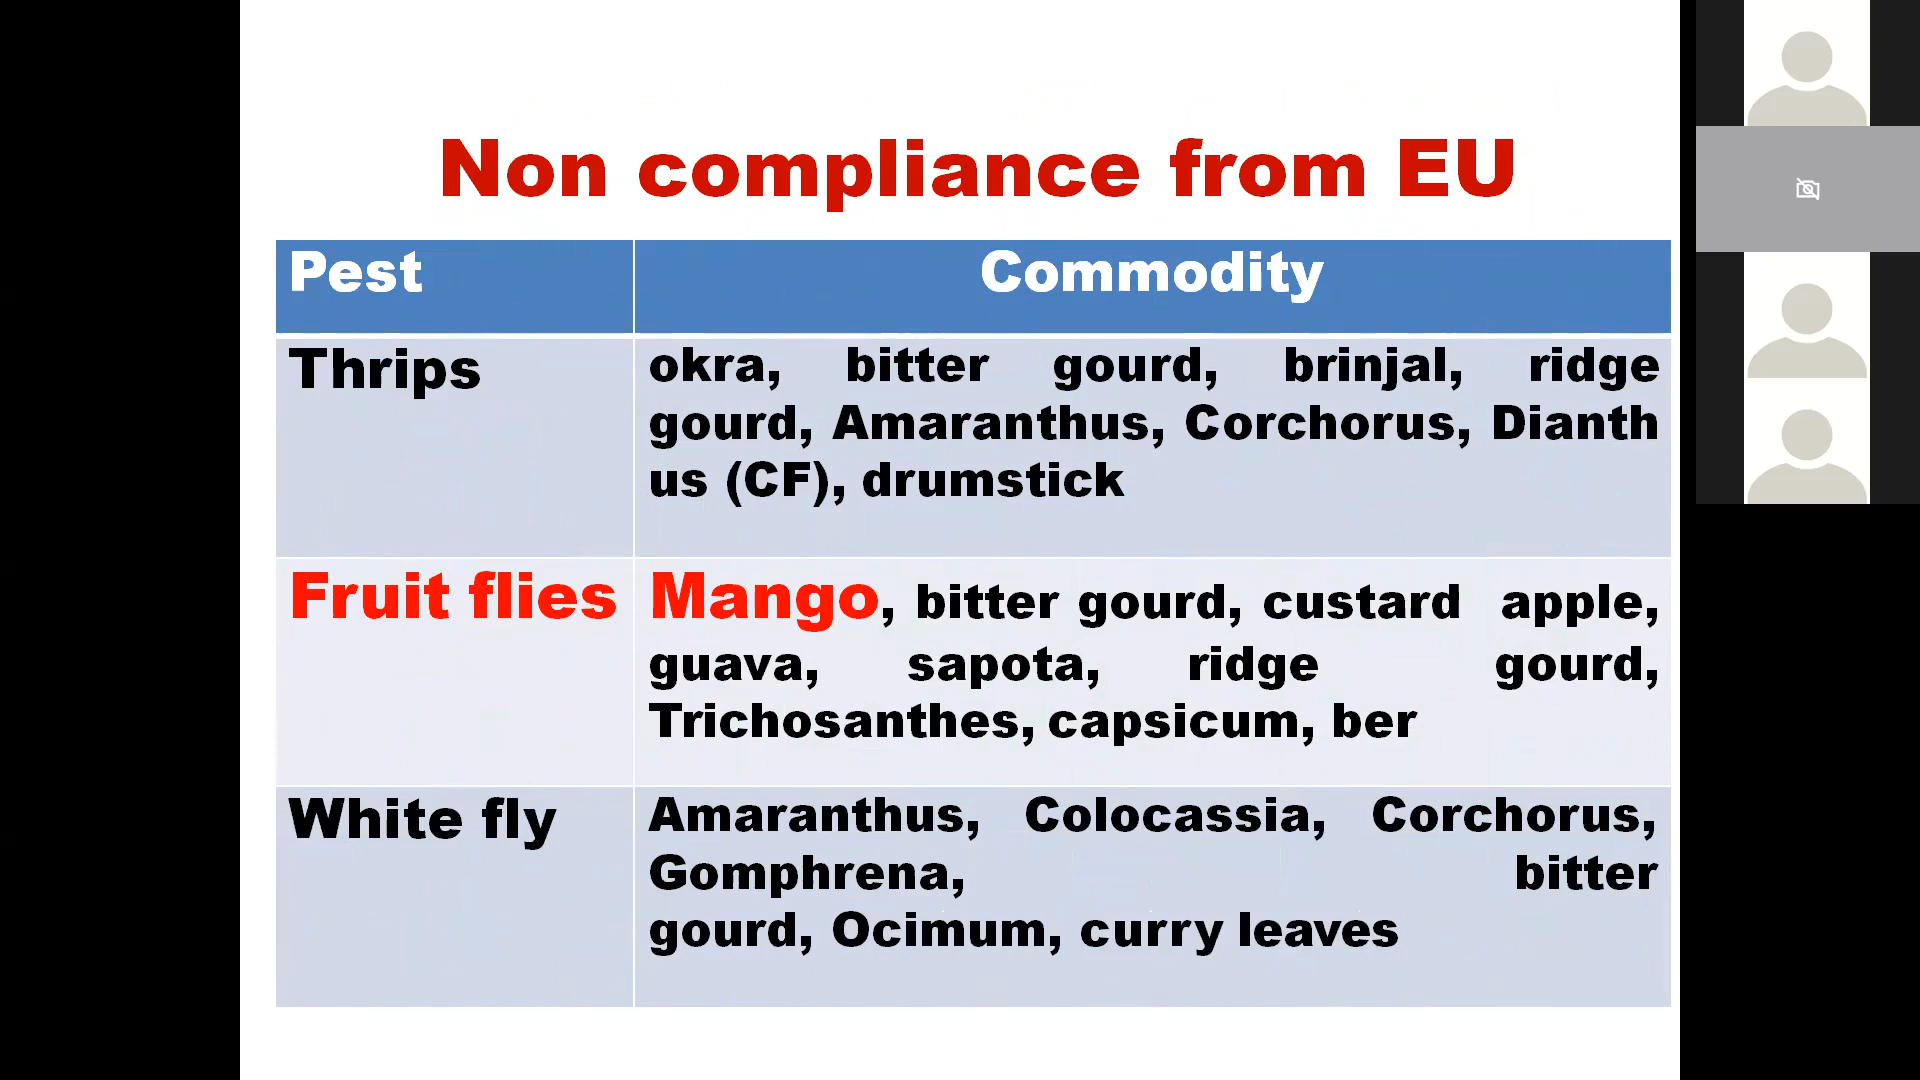 Non compliance from EU
Pest
Commodity
Thrips
okra, bitter gourd, brinjal, ridge
gourd, Amaranthus, Corchorus, Dianth
us (CF), drumstick
Fruit flies
Mango, bitter gourd, custard apple,
guava, sapota, ridge gourd,
Trichosanthes, capsicum, ber
White fly
Amaranthus, Colocassia, Corchorus,
Gomphrena, bitter
gourd, Ocimum, curry leaves